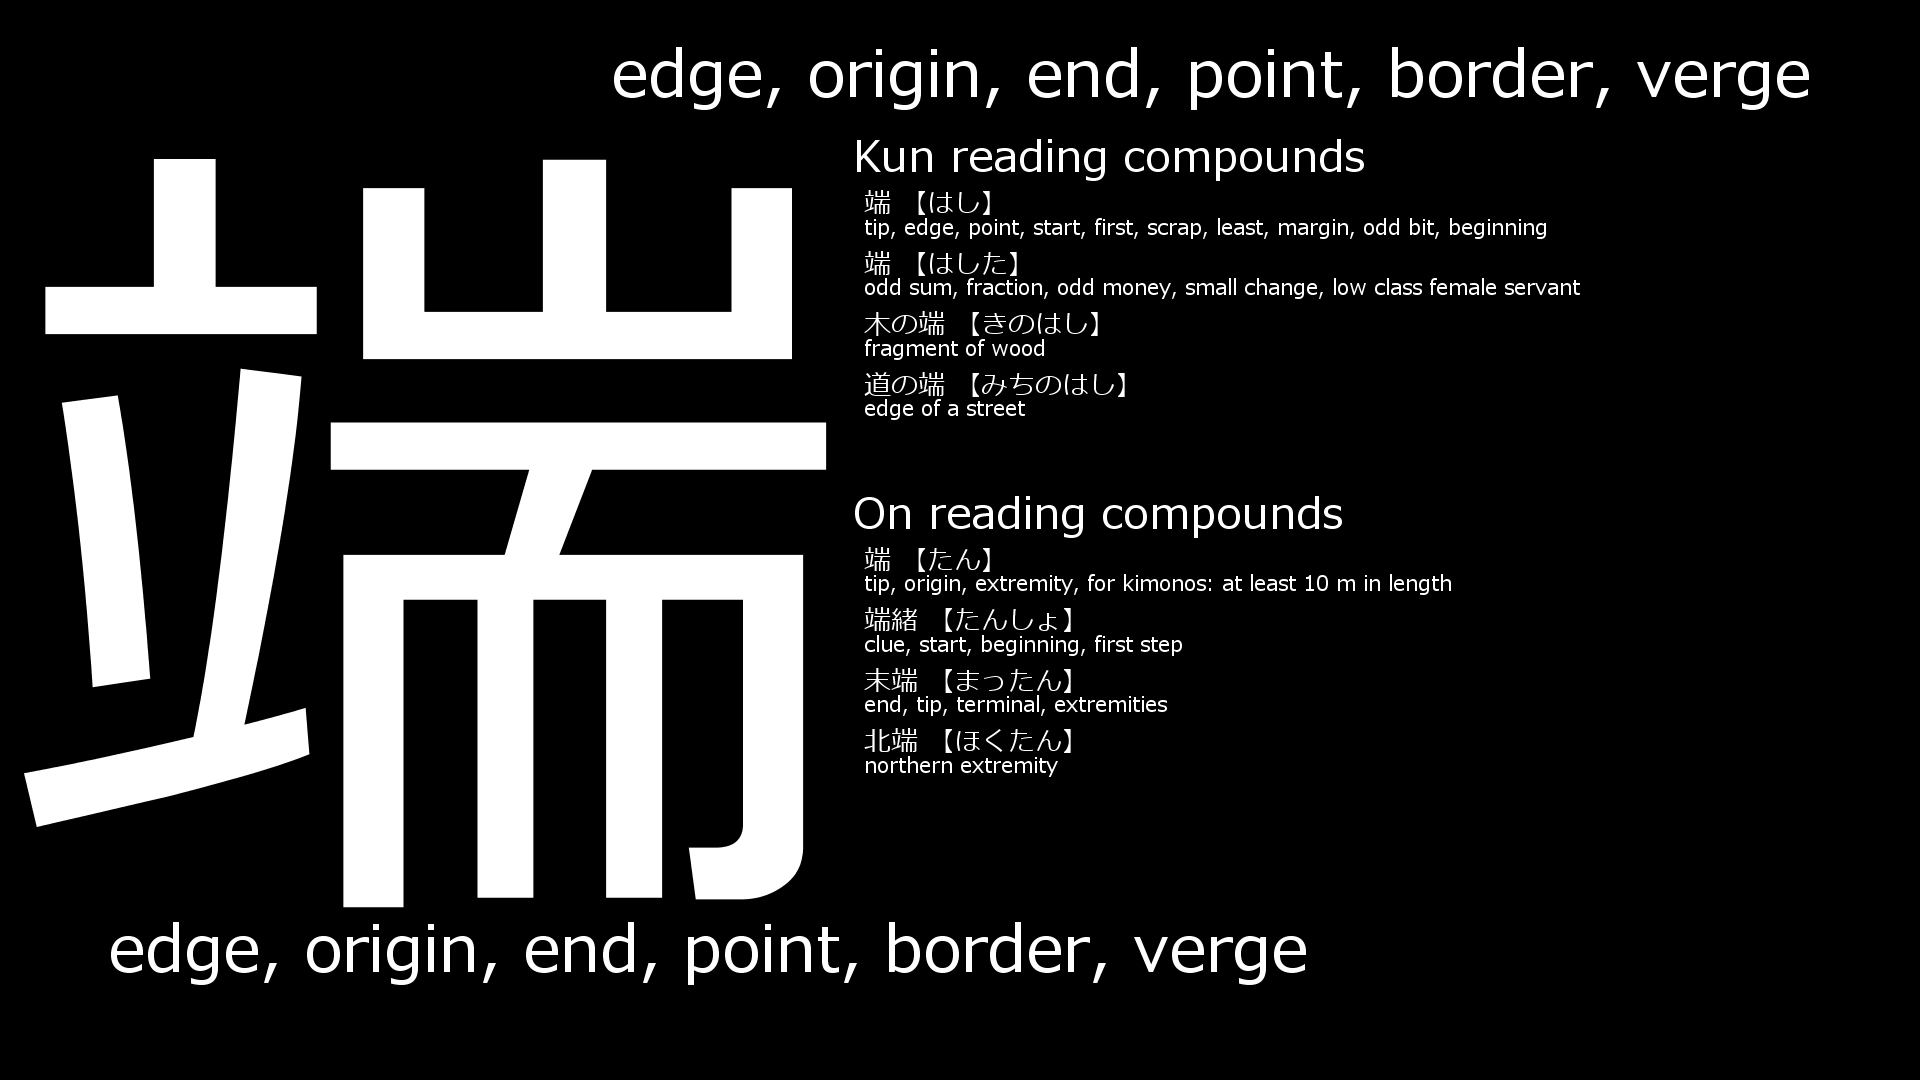 edge, origin, end, point, border, verge
端
Kun reading compounds
端 【はし】
tip, edge, point, start, first, scrap, least, margin, odd bit, beginning
端 【はした】
odd sum, fraction, odd money, small change, low class female servant
木の端 【きのはし】
fragment of wood
道の端 【みちのはし】
edge of a street
On reading compounds
端 【たん】
tip, origin, extremity, for kimonos: at least 10 m in length
端緒 【たんしょ】
clue, start, beginning, first step
末端 【まったん】
end, tip, terminal, extremities
北端 【ほくたん】
northern extremity
edge, origin, end, point, border, verge